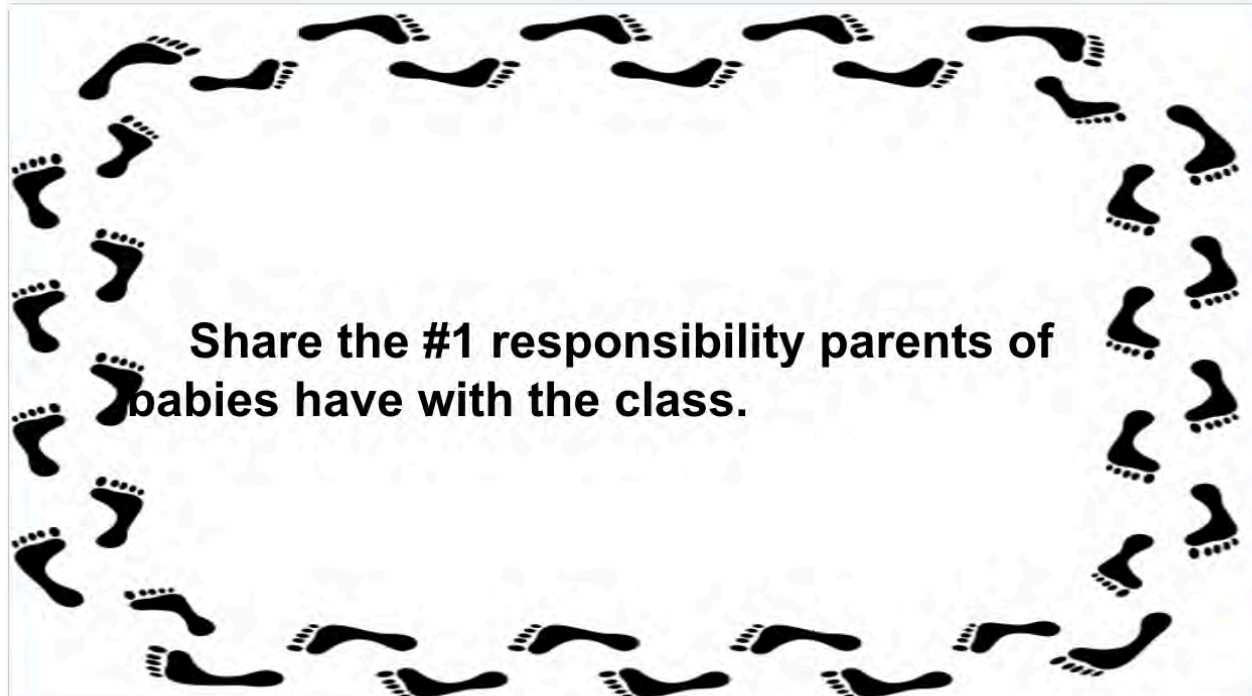 Share the #1 responsibility parents of
babies have with the class.